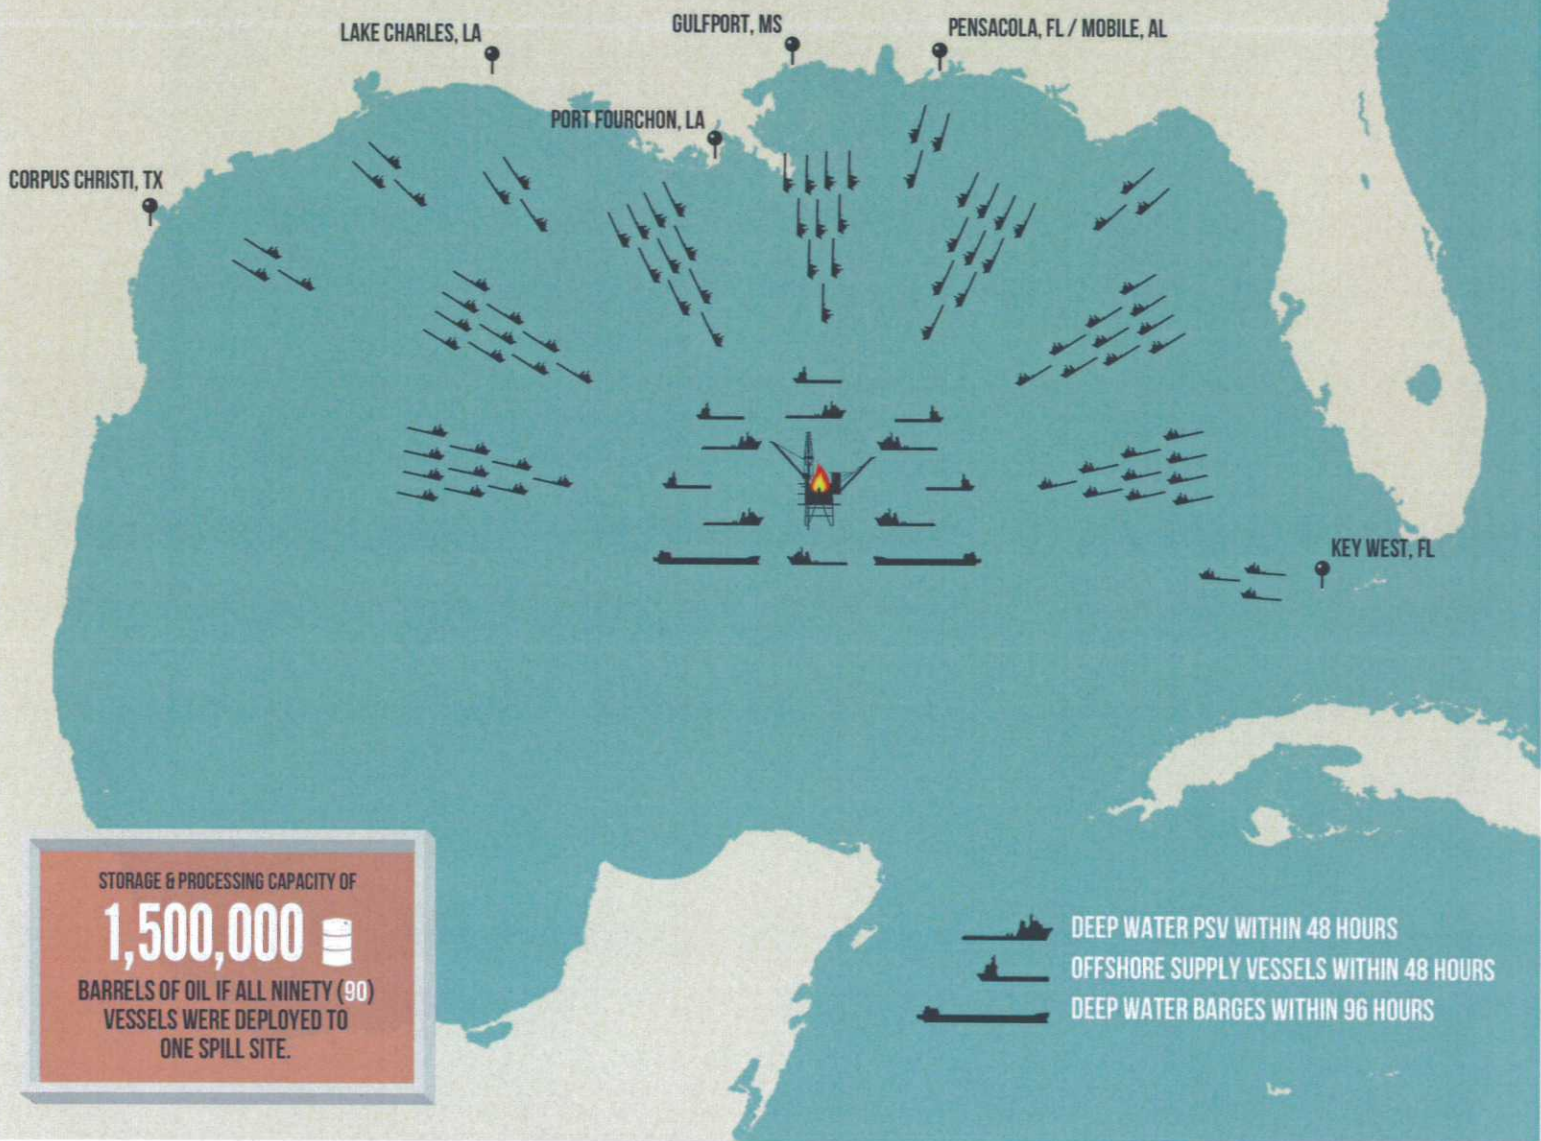 LAKE CHARLES, LA
GULFPORT, MS
PENSACOLA, FL / MOBILE, AL
PORT FOURCHON, LA
CORPUS CHRISTI, TX
KEY WEST, FL
STORAGE & PROCESSING CAPACITY OF
1,500,000
BARRELS OF OIL IF ALL NINETY (90)
VESSELS WERE DEPLOYED TO
ONE SPILL SITE.
DEEP WATER PSV WITHIN 48 HOURS
OFFSHORE SUPPLY VESSELS WITHIN 48 HOURS
DEEP WATER BARGES WITHIN 96 HOURS